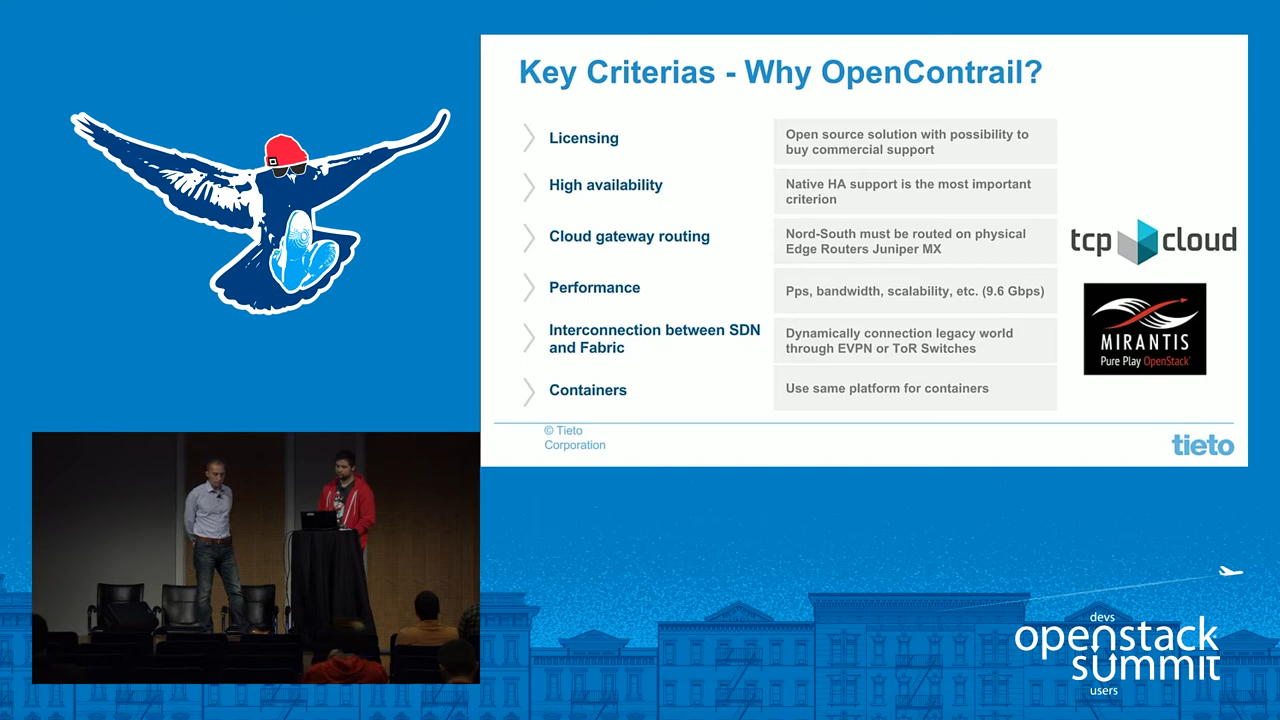 Key Criterias - Why OpenContrail?
Licensing
Open source solution with possibility to
buy commercial support
High availability
Native HA support is the most important
criterion
Cloud gateway routing
Nord-South must be routed on physical
Edge Routers Juniper MX
Performance
Pps, bandwidth, scalability, etc. (9.6 Gbps)
Interconnection between SDN
and Fabric
Dynamically connection legacy world
through EVPN or ToR Switches
Containers
Use same platform for containers
tcp cloud
MIRANTIS
Pure Play OpenStack
© Tieto
Corporation
tieto
devs
openstack
summit
users